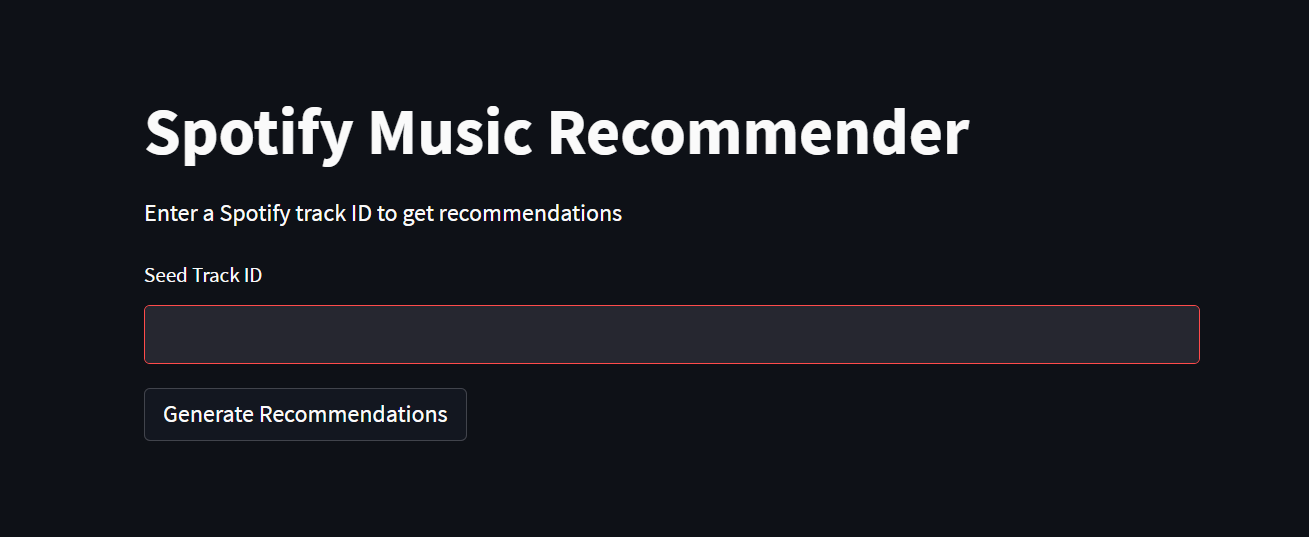 Spotify Music Recommender
Enter a Spotify track ID to get recommendations
Seed Track ID
Generate Recommendations